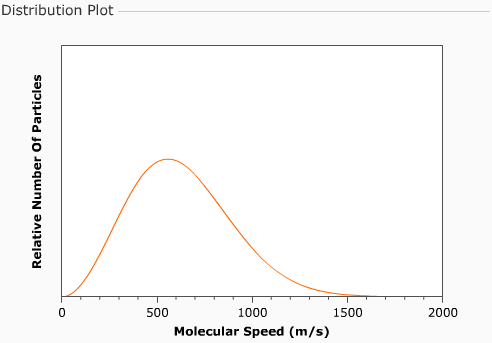 Distribution Plot
Relative Number Of Particles
0 500 1000 1500 2000
Molecular Speed (m/s)